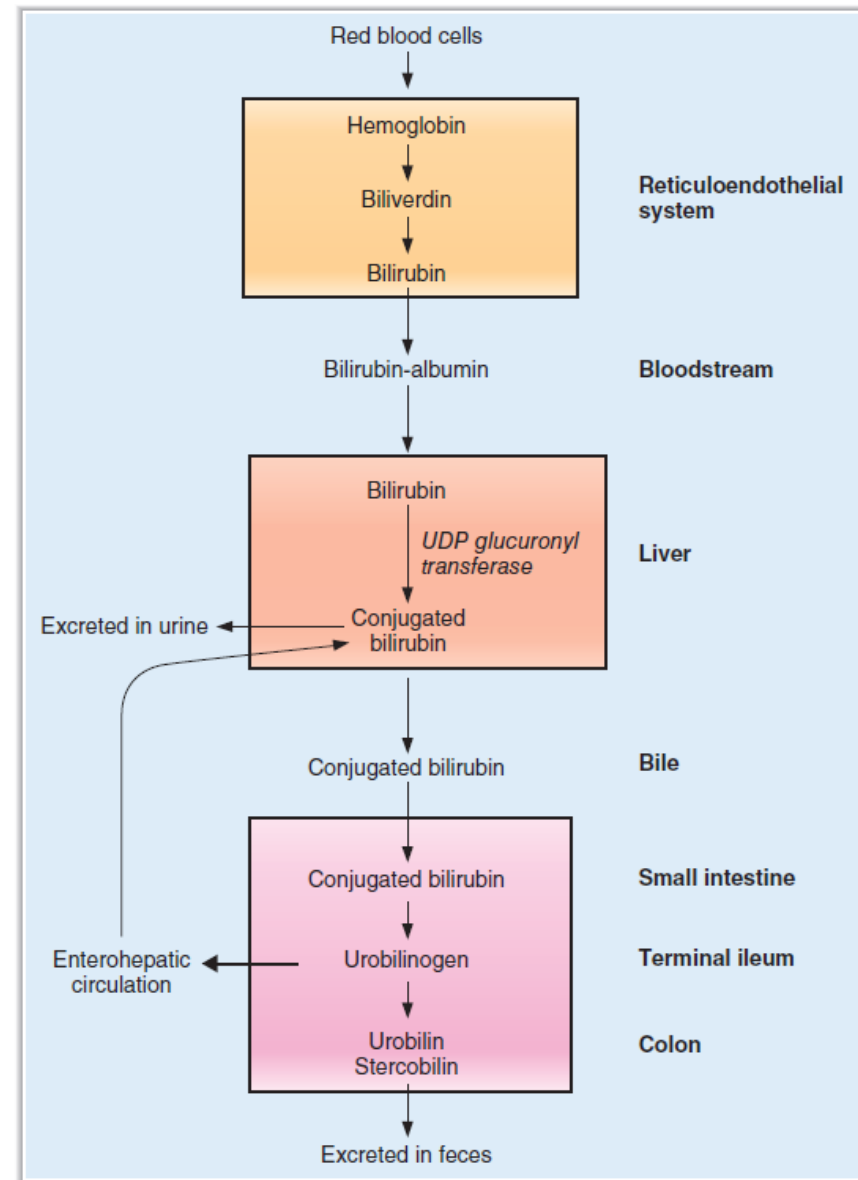 Red blood cells
Hemoglobin
Biliverdin
Reticuloendothelial
system
Bilirubin
Bilirubin-albumin
Bloodstream
Bilirubin
UDP glucuronyl
transferase
Liver
Excreted in urine
Conjugated
bilirubin
Conjugated bilirubin
Bile
Conjugated bilirubin
Small intestine
Enterohepatic
circulation
Urobilinogen
Terminal ileum
Urobilin
Stercobilin
Colon
Excreted in feces